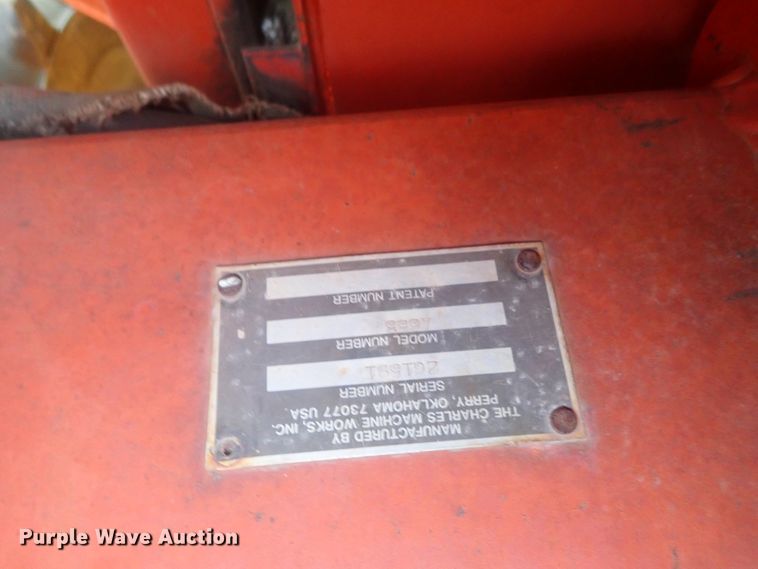 MANUFACTURED BY
THE CHARLES MACHINE WORKS, INC.
PERRY, OKLAHOMA 73077 USA.
SERIAL NUMBER
2G1691
MODEL NUMBER
PATENT NUMBER
Purple Wave Auction